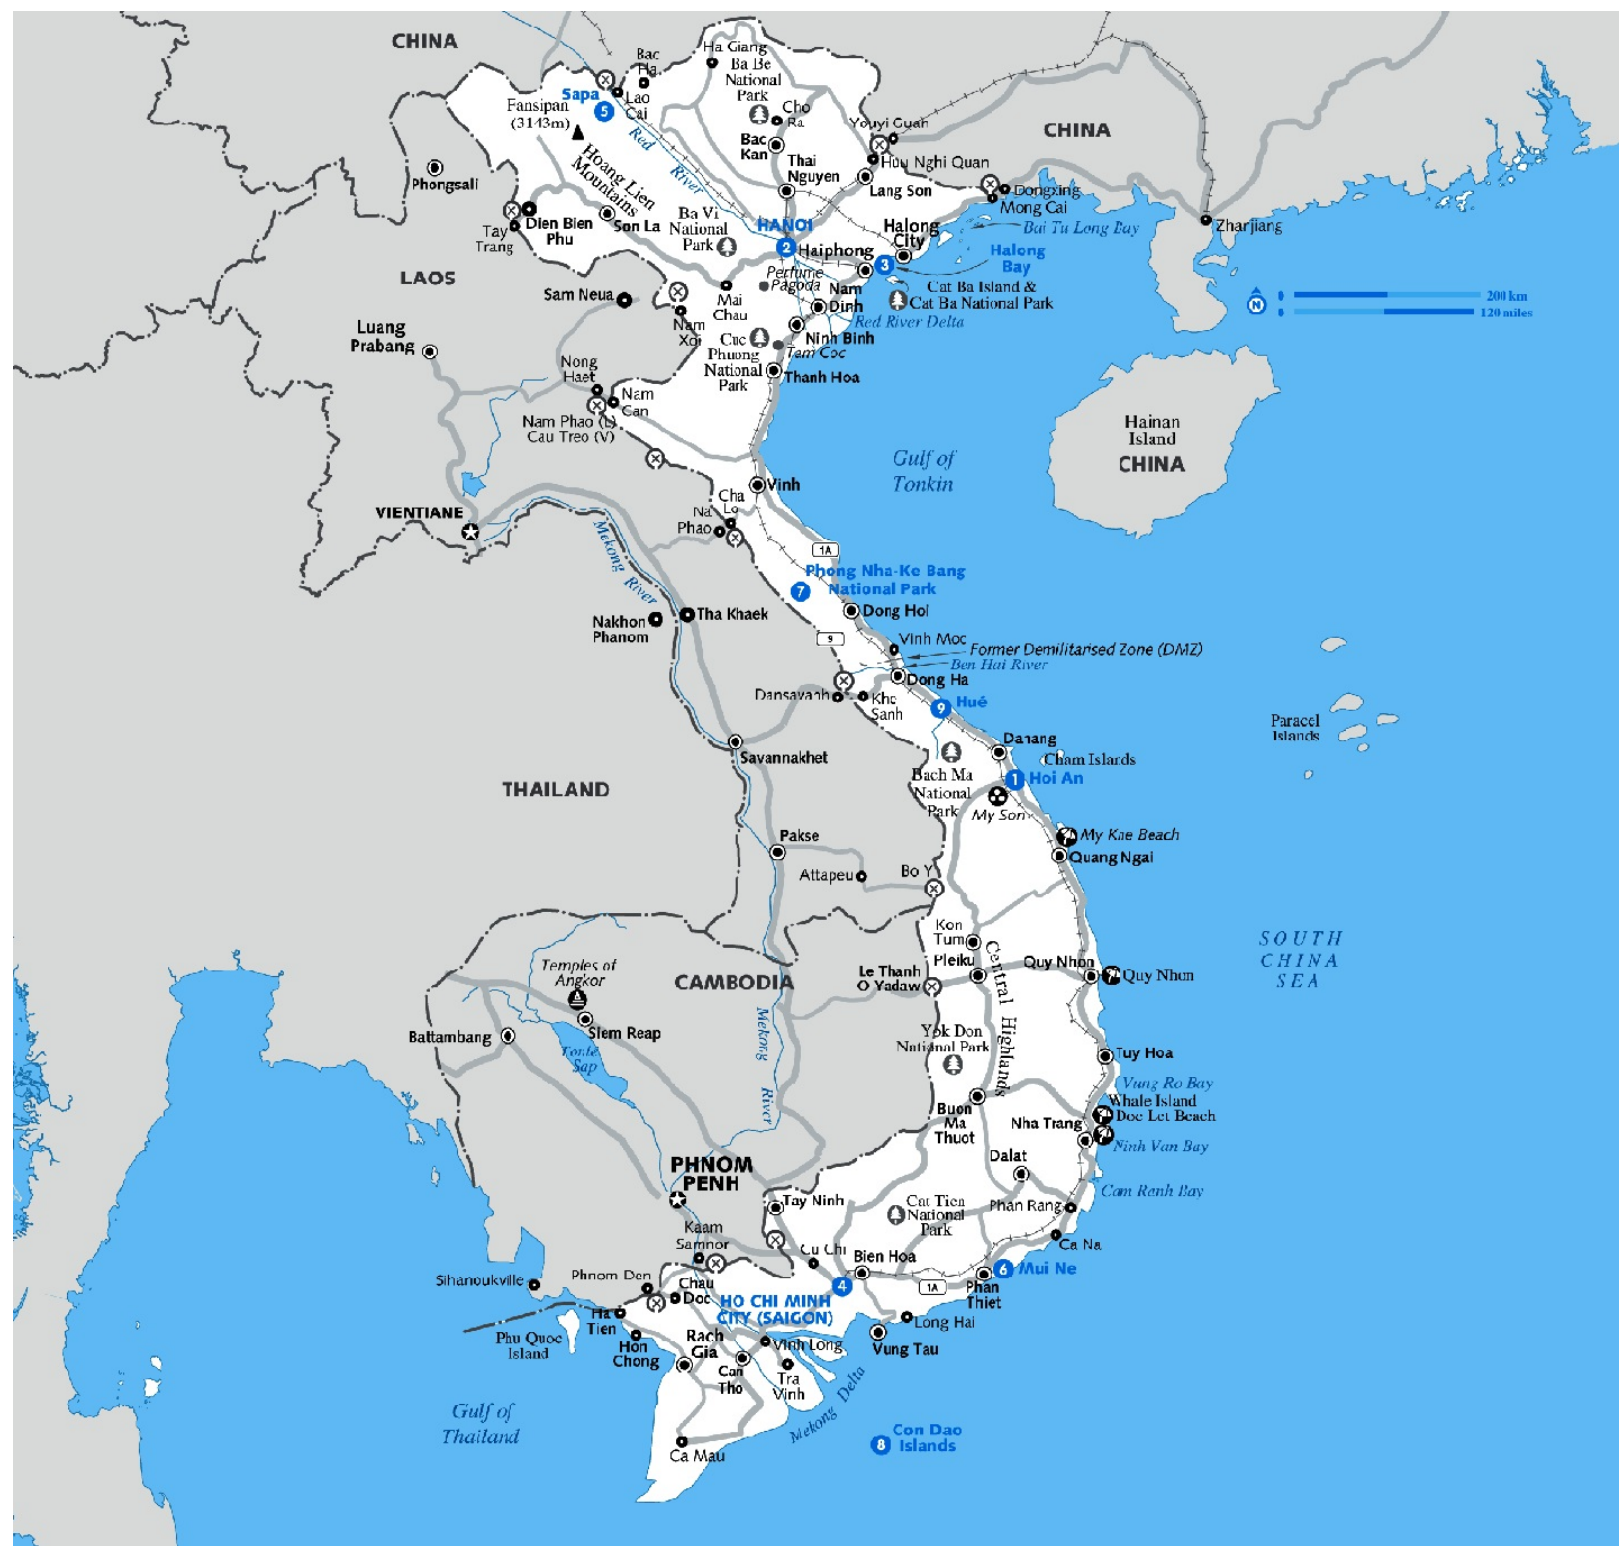 CHINA
Bac
Ha
Ha Giang
Ba Be
National
Park
Sapa
5
Lao
Cai
Fansipan
(3143m)
Red
River
Cho
Ra
Youyi Guan
CHINA
Bac
Kan
Hoang Lien
Mountains
Thai
Nguyen
Huu Nghi Quan
Lang Son
Phongsali
Dongxing
Mong Cai
Zharjiang
Bai Tu Long Bay
Dien Bien
Phu
Tay
Trang
Son La
Ba Vi
National
Park
HANOI
2
Haiphong
Halong
City
3
Halong
Bay
LAOS
Perfume
Pagoda
Cat Ba Island &
Cat Ba National Park
Sam Neua
Mai
Chau
Nam
Dinh
Red River Delta
N
0
200 km
0
120 miles
Luang
Prabang
Nam
Xoi
Cuc
Phuong
National
Park
Ninh Binh
Tam Coc
Thanh Hoa
Nong
Haet
Nam
Can
Nam Phao (L)
Cau Treo (V)
Hainan
Island
CHINA
Gulf of
Tonkin
Vinh
VIENTIANE
Cha
Lo
Na
Phao
Mekong River
1A
Phong Nha-Ke Bang
National Park
7
Dong Hoi
Tha Khaek
Nakhon
Phanom
9
Vinh Moc
Former Demilitarised Zone (DMZ)
Ben Hai River
Dong Ha
Dansavanh
Khe
Sanh
9
Hué
Paracel
Islands
Danang
Cham Islands
Savannakhet
Bach Ma
National
Park
1
Hoi An
My Son
THAILAND
My Khe Beach
Quang Ngai
Pakse
Attapeu
Bo Y
Kon
Tum
Pleiku
Central Highlands
SOUTH
CHINA
SEA
Temples of
Angkor
CAMBODIA
Le Thanh
O Yadaw
Quy Nhon
Quy Nhon
Siem Reap
Battambang
Tonlé
Sap
Mekong
River
Yok Don
National Park
Tuy Hoa
Vung Ro Bay
Whale Island
Doc Let Beach
Buon
Ma
Thuot
Nha Trang
Ninh Van Bay
Dalat
PHNOM
PENH
Cam Ranh Bay
Tay Ninh
Cat Tien
National
Park
Phan Rang
Kaam
Samnor
Cu Chi
Bien Hoa
Ca Na
6
Mui Ne
Sihanoukville
Phnom Den
Chau
Doc
4
HO CHI MINH
CITY (SAIGON)
1A
Phan
Thiet
Ha
Tien
Long Hai
Phu Quoc
Island
Hon
Chong
Rach
Gia
Vinh Long
Vung Tau
Can
Tho
Tra
Vinh
Mekong Delta
Gulf of
Thailand
8
Con Dao
Islands
Ca Mau